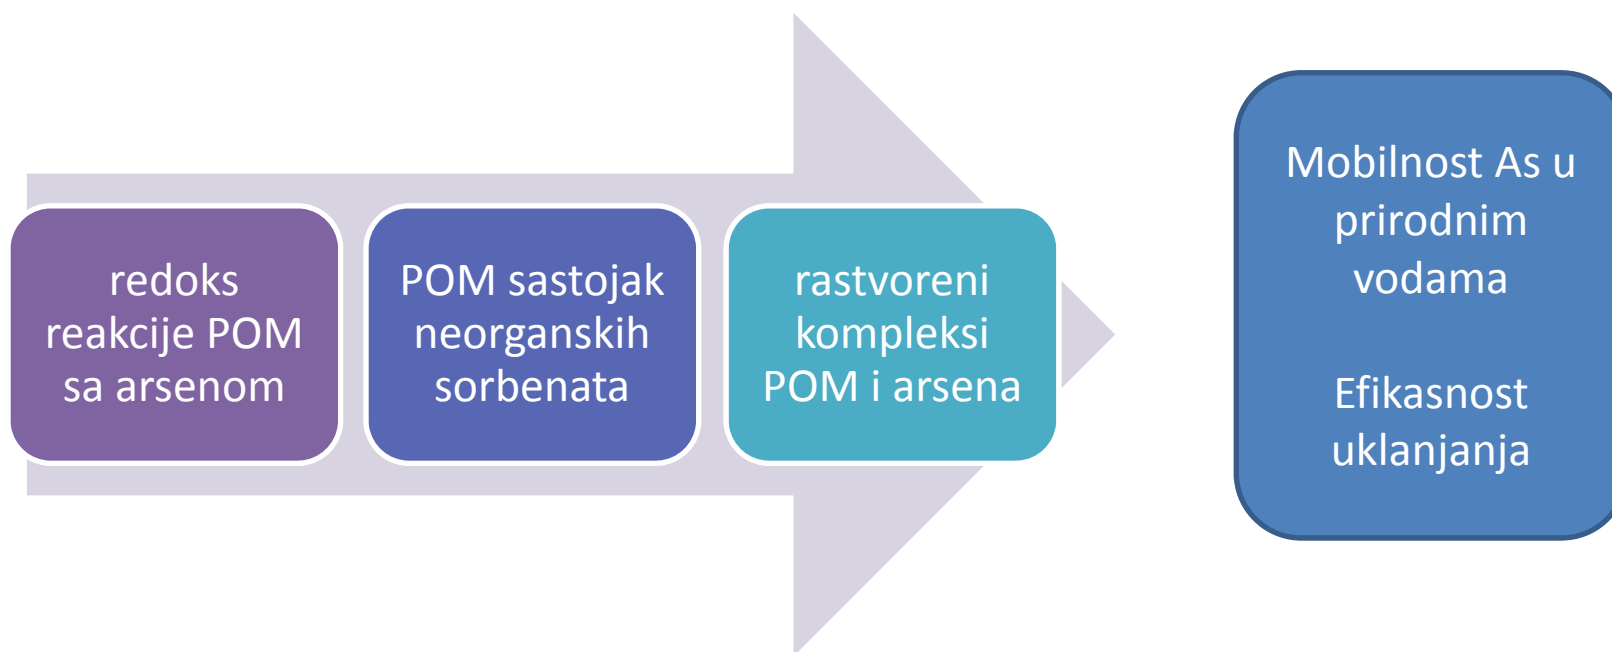 redoks
reakcije POM
sa arsenom
POM sastojak
neorganskih
sorbenata
rastvoreni
kompleksi
POM i arsena
Mobilnost As u
prirodnim
vodama
Efikasnost
uklanjanja